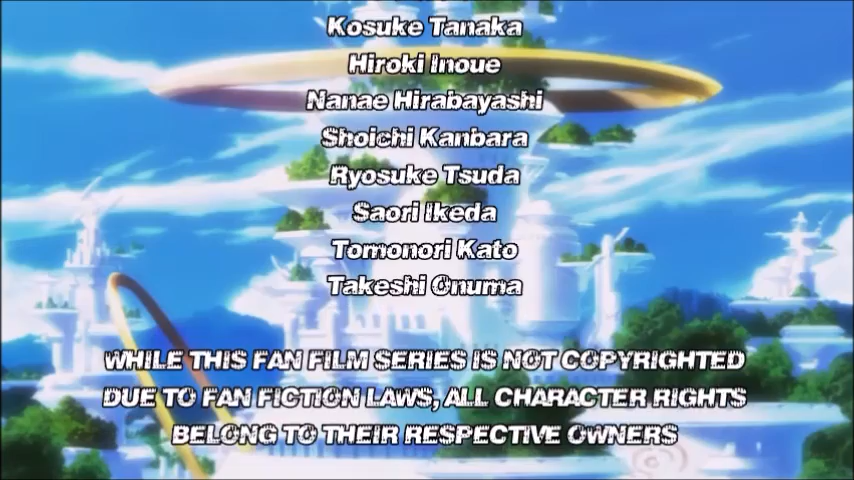 Kosuke Tanaka
Hiroki Inoue
Nanae Hirabayashi
Shoichi Kanbara
Ryosuke Tsuda
Saori Ikeda
Tomonori Kato
Takeshi Onuma
WHILE THIS FAN FILM SERIES IS NOT COPYRIGHTED
DUE TO FAN FICTION LAWS, ALL CHARACTER RIGHTS
BELONG TO THEIR RESPECTIVE OWNERS